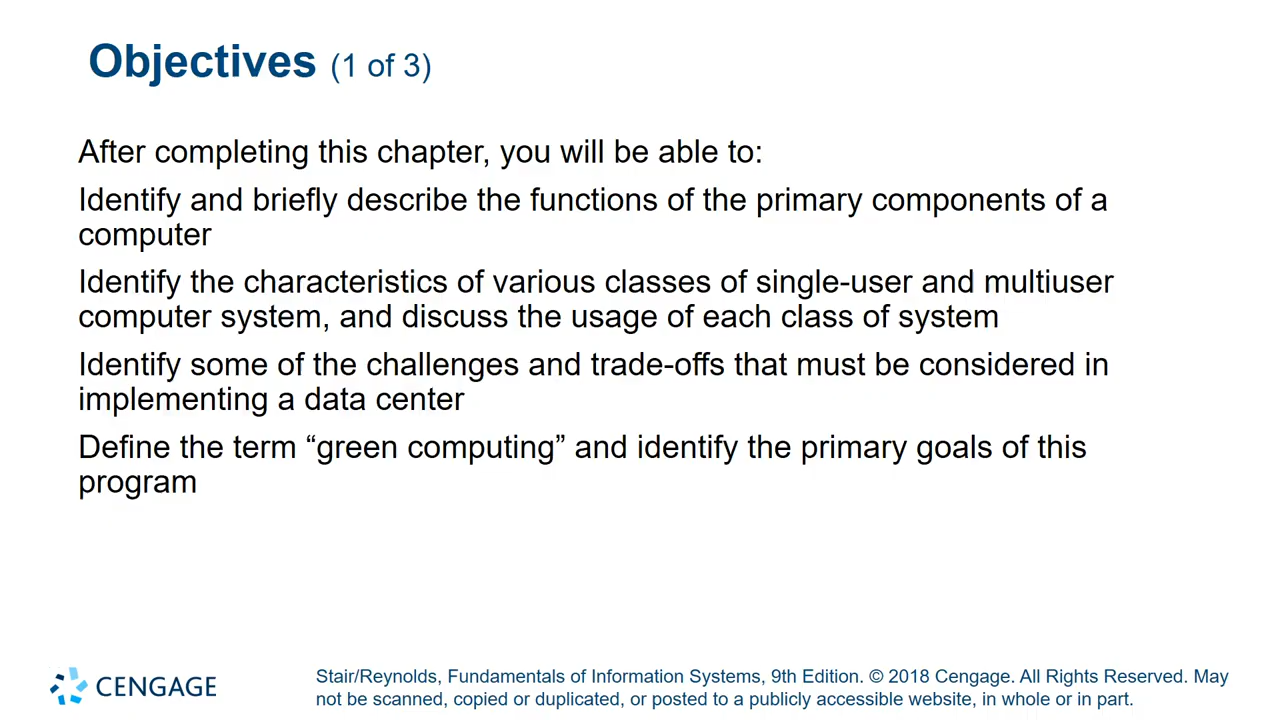 Objectives (1 of 3)
After completing this chapter, you will be able to:
Identify and briefly describe the functions of the primary components of a
computer
Identify the characteristics of various classes of single-user and multiuser
computer system, and discuss the usage of each class of system
Identify some of the challenges and trade-offs that must be considered in
implementing a data center
Define the term “green computing” and identify the primary goals of this
program
CENGAGE
Stair/Reynolds, Fundamentals of Information Systems, 9th Edition. © 2018 Cengage. All Rights Reserved. May
not be scanned, copied or duplicated, or posted to a publicly accessible website, in whole or in part.